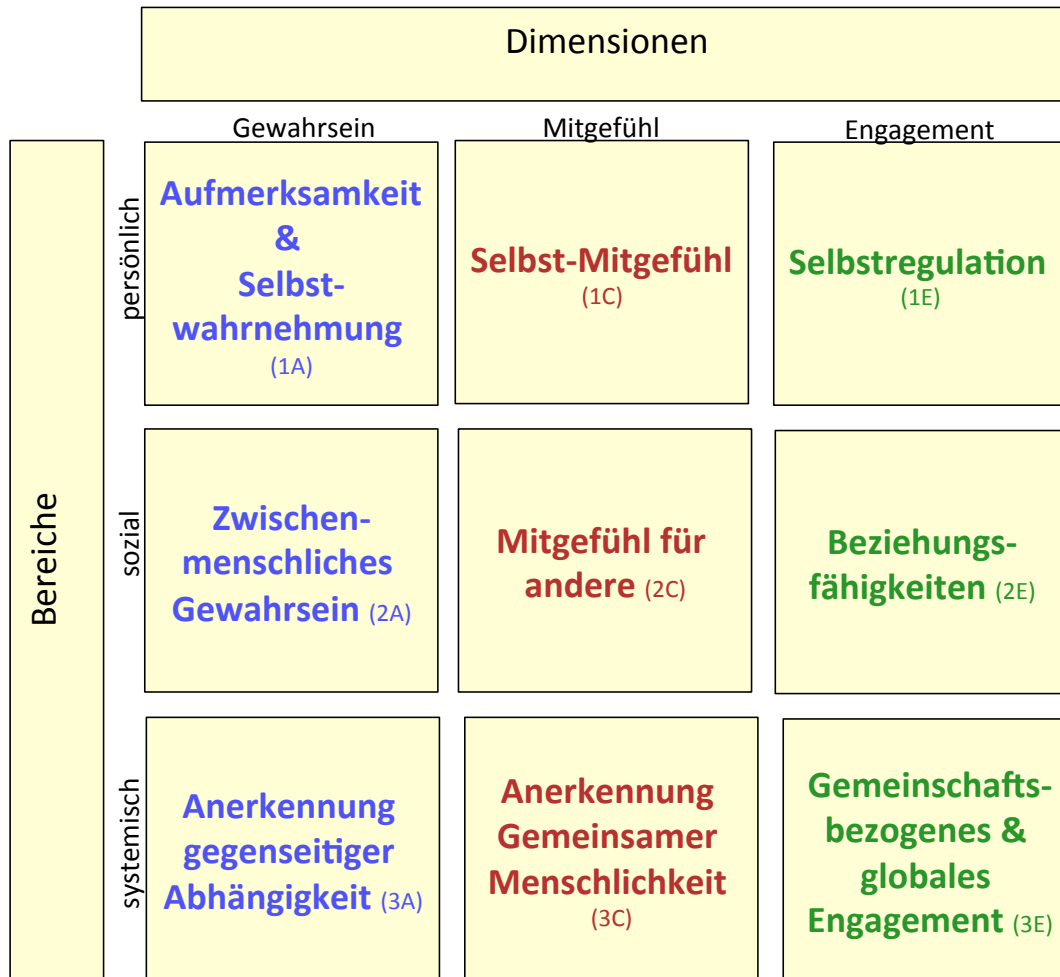 Dimensionen
Gewahrsein
Mitgefühl
Engagement
Bereiche
persönlich
Aufmerksamkeit
&
Selbst-
wahrnehmung
(1A)
Selbst-Mitgefühl
(1C)
Selbstregulation
(1E)
sozial
Zwischen-
menschliches
Gewahrsein (2A)
Mitgefühl für
andere (2C)
Beziehungs-
fähigkeiten (2E)
systemisch
Anerkennung
gegenseitiger
Abhängigkeit (3A)
Anerkennung
Gemeinsamer
Menschlichkeit
(3C)
Gemeinschafts-
bezogenes &
globales
Engagement (3E)